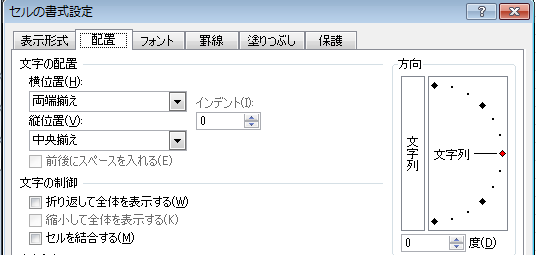 セルの書式設定
表示形式 配置 フォント 罫線 塗りつぶし 保護
文字の配置
横位置(H):
両端揃え
インデント(I):
0
縦位置(V):
中央揃え
前後にスペースを入れる(E)
文字の制御
折り返して全体を表示する(W)
縮小して全体を表示する(K)
セルを結合する(M)
方向
文字列
文字列
0 度(D)